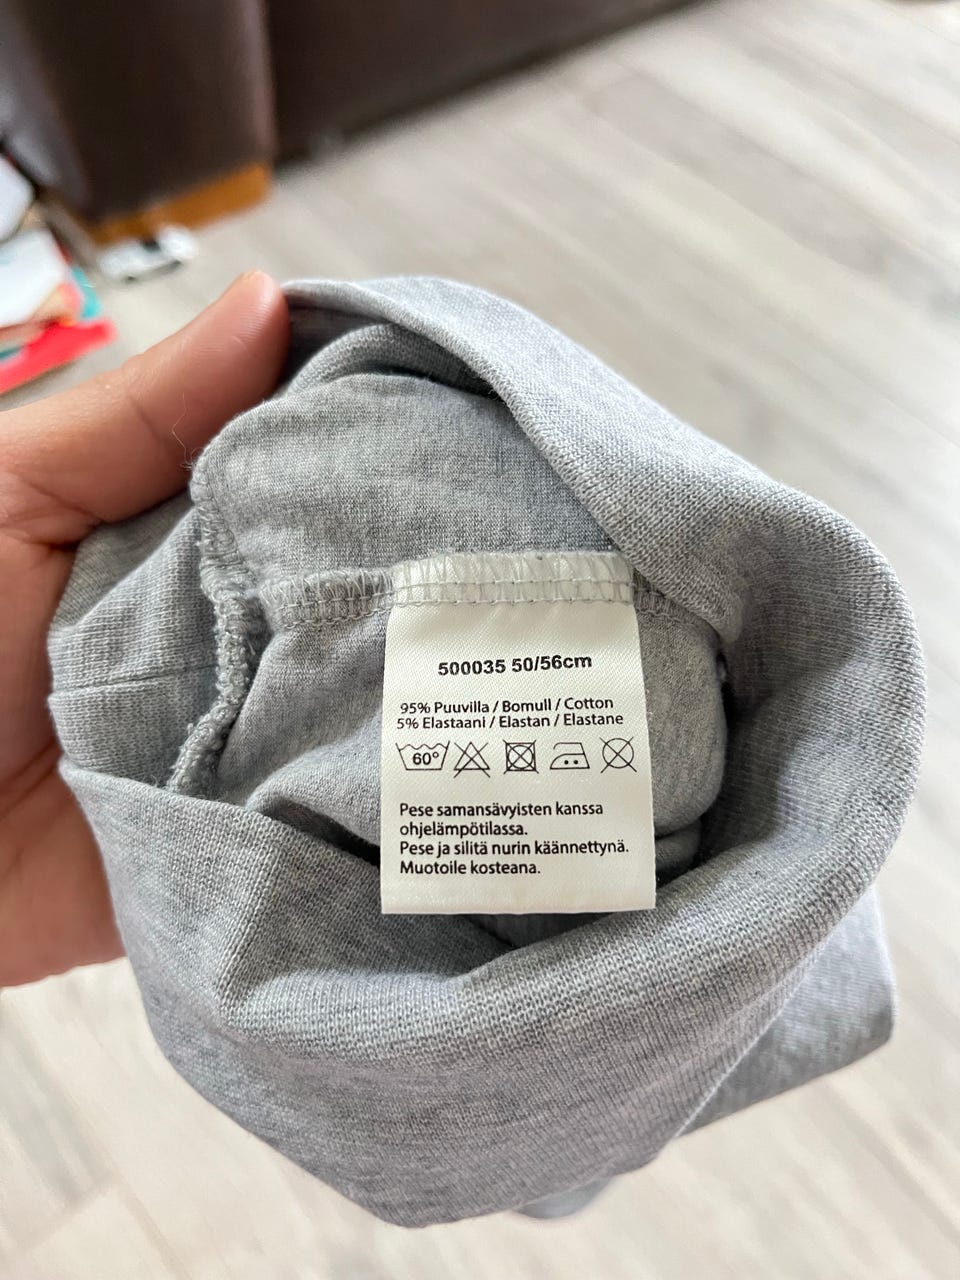 500035 50/56cm
95% Puuvilla / Bomull / Cotton
5% Elastaani / Elastan / Elastane
60°
Pese samansävyisten kanssa
ohjelämpötilassa.
Pese ja silitä nurin käännettynä.
Muotoile kosteana.